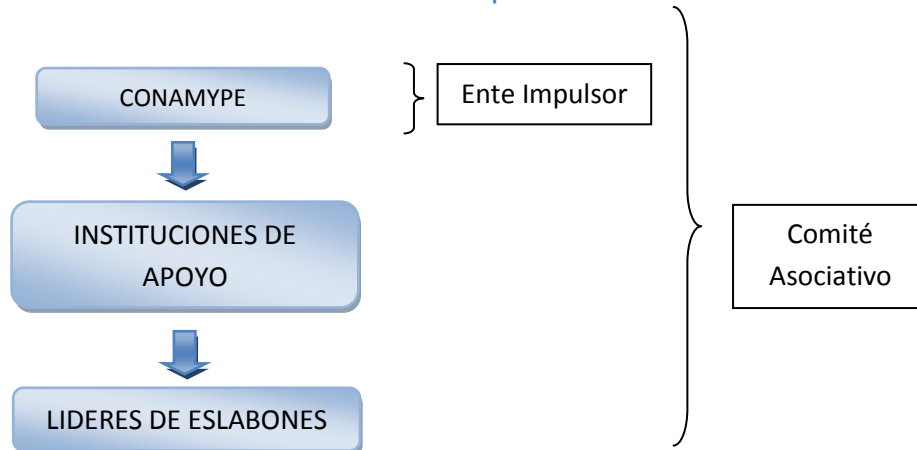 CONAMYPE
Ente Impulsor
INSTITUCIONES DE
APOYO
Comité
Asociativo
LIDERES DE ESLABONES